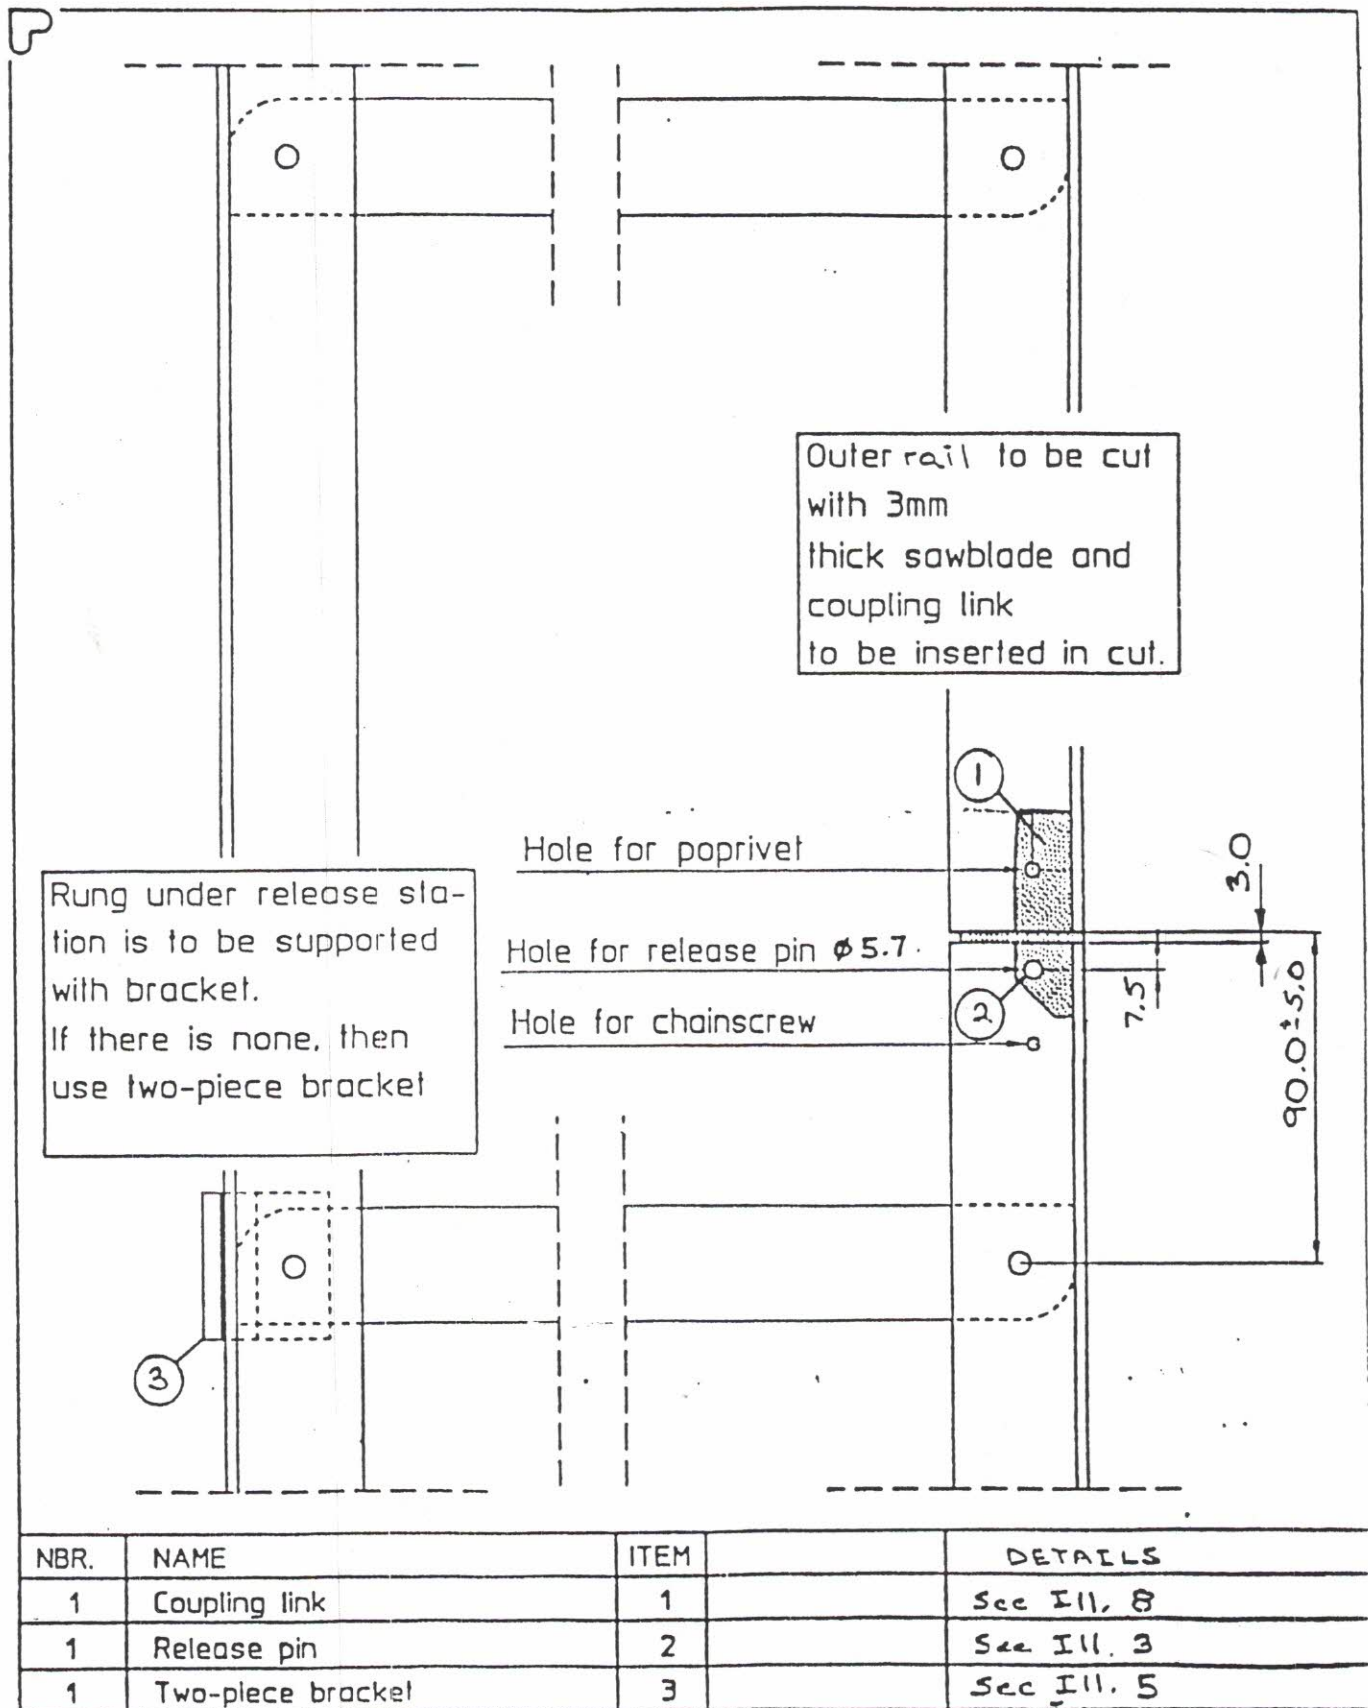 Outer rail to be cut
with 3mm
thick sawblade and
coupling link
to be inserted in cut.
1
Hole for poprivet
3.0
Rung under release sta-
tion is to be supported
with bracket.
If there is none, then
use two-piece bracket
Hole for release pin ø5.7.
2
7.5
90.0±5.0
Hole for chainscrew
3
NBR. NAME ITEM DETAILS
1 Coupling link 1 See Ill. 8
1 Release pin 2 See Ill. 3
1 Two-piece bracket 3 See Ill. 5